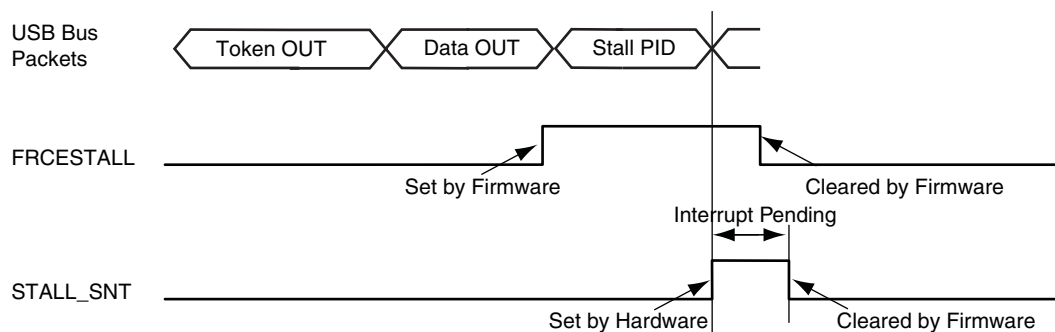 USB Bus
Packets
Token OUT
Data OUT
Stall PID
FRCESTALL
Set by Firmware
Cleared by Firmware
Interrupt Pending
STALL_SNT
Set by Hardware
Cleared by Firmware